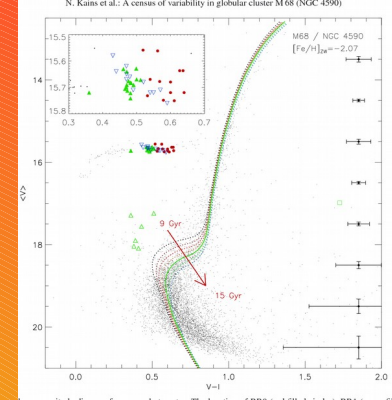 N. Kains et al.: A census of variability in globular cluster M 68 (NGC 4590)
M68 / NGC 4590
[Fe/H]ZW=−2.07
15.5
15.6
15.7
15.8
0.3 0.4 0.5 0.6 0.7
14
16
18
20
<V>
9 Gyr
15 Gyr
0.0 0.5 1.0 1.5 2.0
V−I